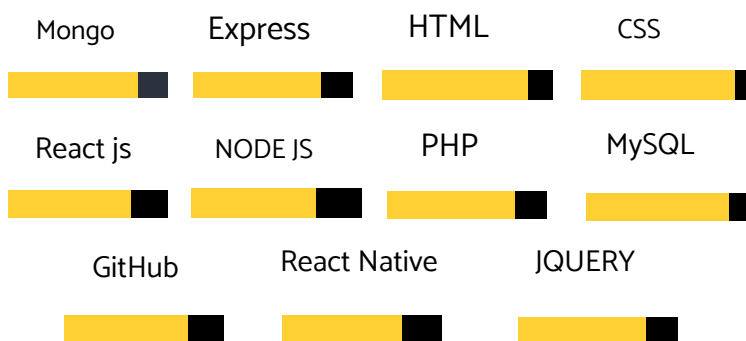 Mongo
Express
HTML
CSS
React js
NODE JS
PHP
MySQL
GitHub
React Native
JQUERY